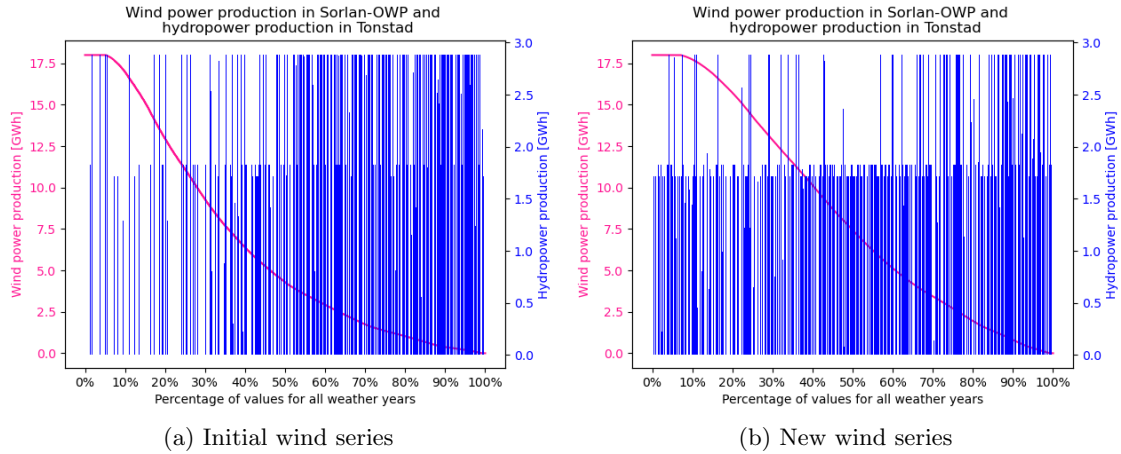 Wind power production in Sorlan-OWP and
hydropower production in Tonstad
Wind power production [GWh]
17.5
15.0
12.5
10.0
7.5
5.0
2.5
0.0
3.0
2.5
2.0
1.5
1.0
0.5
0.0
Hydropower production [GWh]
0% 10% 20% 30% 40% 50% 60% 70% 80% 90% 100%
Percentage of values for all weather years
(a) Initial wind series
Wind power production in Sorlan-OWP and
hydropower production in Tonstad
Wind power production [GWh]
17.5
15.0
12.5
10.0
7.5
5.0
2.5
0.0
3.0
2.5
2.0
1.5
1.0
0.5
0.0
Hydropower production [GWh]
0% 10% 20% 30% 40% 50% 60% 70% 80% 90% 100%
Percentage of values for all weather years
(b) New wind series